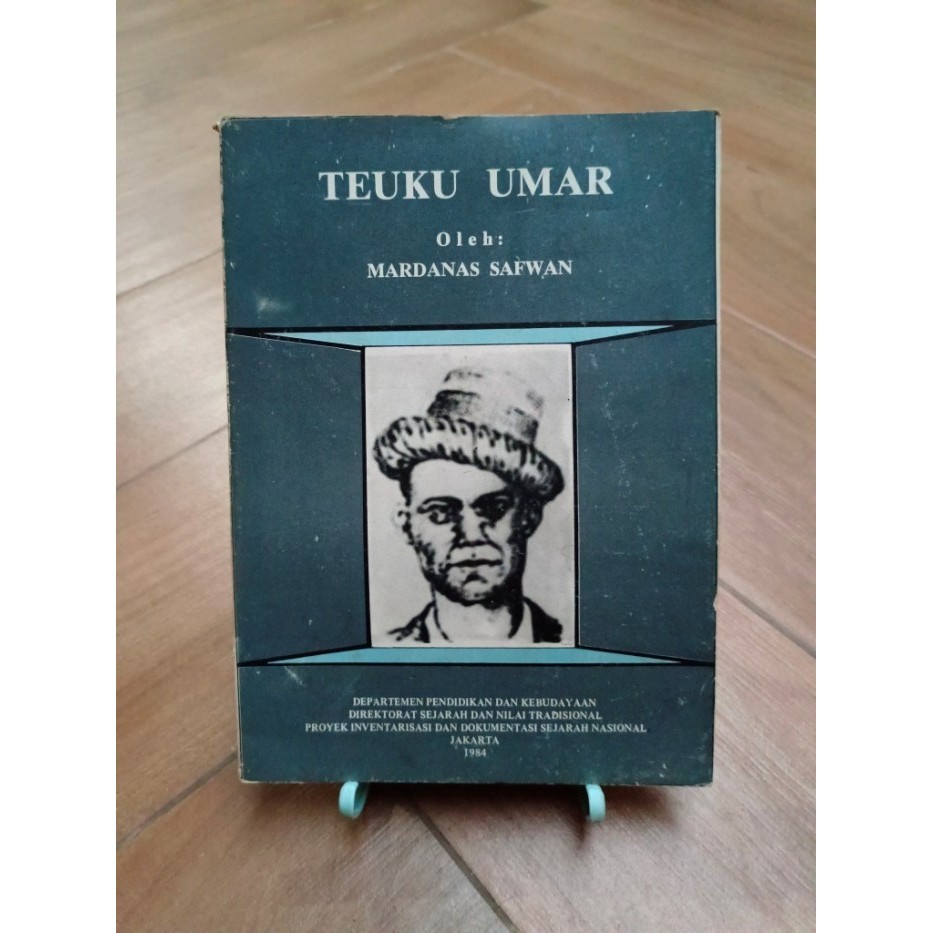 TEUKU UMAR
Oleh:
MARDANAS SAFWAN
DEPARTEMEN PENDIDIKAN DAN KEBUDAYAAN
DIREKTORAT SEJARAH DAN NILAI TRADISIONAL
PROYEK INVENTARISASI DAN DOKUMENTASI SEJARAH NASIONAL
JAKARTA
1984